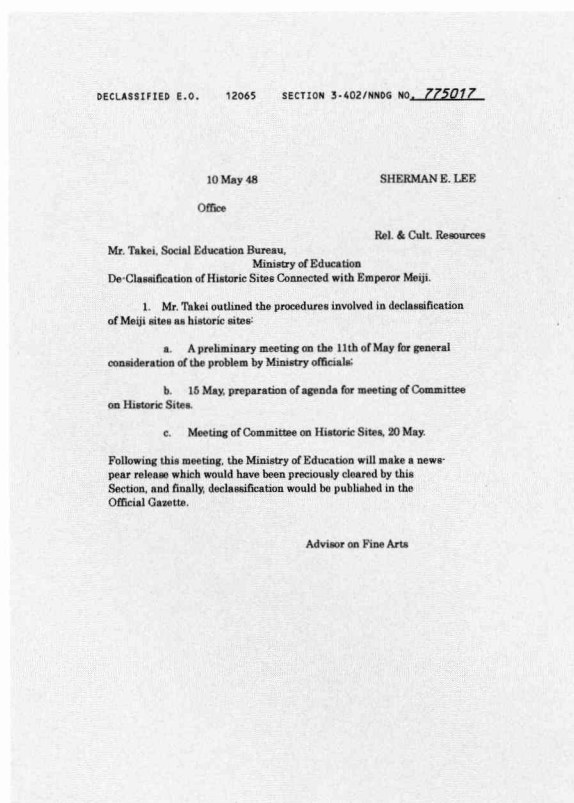 DECLASSIFIED E.O. 12065 SECTION 3-402/NNDG NO. 775017
10 May 48 SHERMAN E. LEE
Office
Rel. & Cult. Resources
Mr. Takei, Social Education Bureau,
Ministry of Education
De-Classification of Historic Sites Connected with Emperor Meiji.
1. Mr. Takei outlined the procedures involved in declassification
of Meiji sites as historic sites:
a. A preliminary meeting on the 11th of May for general
consideration of the problem by Ministry officials;
b. 15 May, preparation of agenda for meeting of Committee
on Historic Sites.
c. Meeting of Committee on Historic Sites, 20 May.
Following this meeting, the Ministry of Education will make a news-
pear release which would have been preciously cleared by this
Section, and finally, declassification would be published in the
Official Gazette.
Advisor on Fine Arts